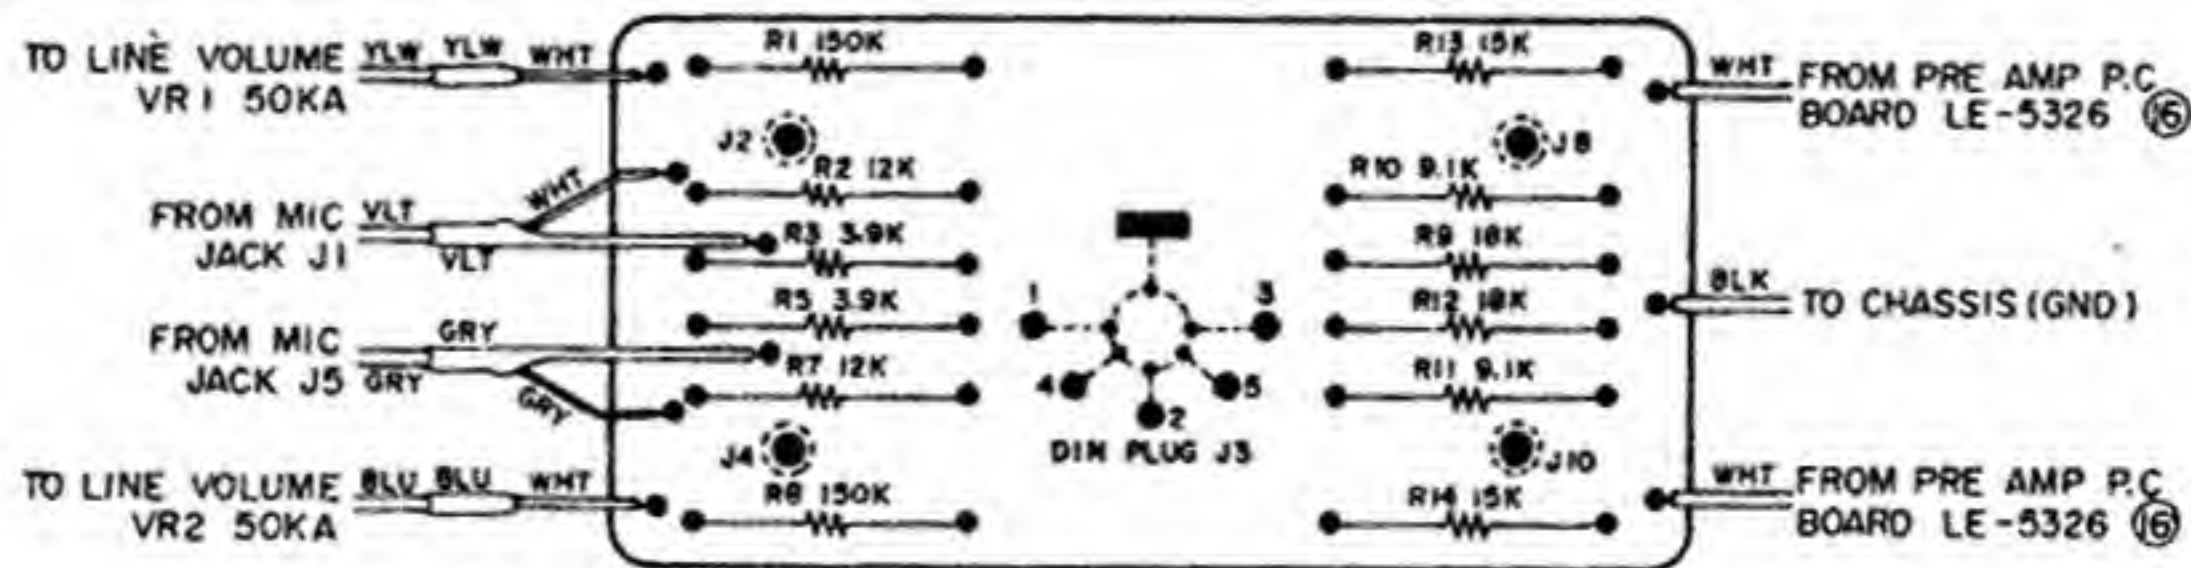 TO LINE VOLUME
VR1 50KA
YLW YLW WHT
FROM MIC
JACK J1
VLT
WHT
VLT
FROM MIC
JACK J5
GRY
GRY
GRY
TO LINE VOLUME
VR2 50KA
BLU BLU WHT
R1 150K
J2
R2 12K
R3 3.9K
R5 3.9K
R7 12K
J4
R8 150K
1
3
4
5
2
DIN PLUG J3
R13 15K
J8
R10 9.1K
R9 18K
R12 18K
R11 9.1K
J10
R14 15K
WHT
FROM PRE AMP P.C
BOARD LE-5326 16
BLK
TO CHASSIS (GND)
WHT
FROM PRE AMP P.C
BOARD LE-5326 16